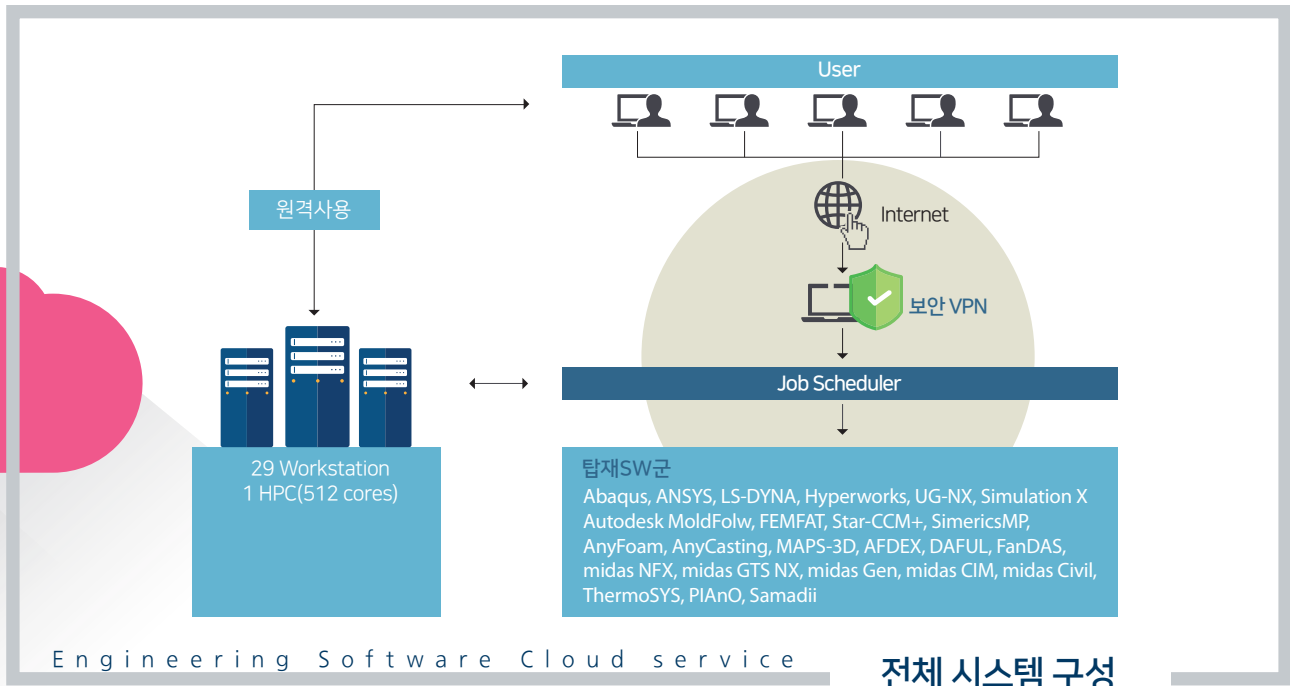 User
원격사용
Internet
보안 VPN
Job Scheduler
29 Workstation
1 HPC(512 cores)
탑재SW군
Abaqus, ANSYS, LS-DYNA, Hyperworks, UG-NX, Simulation X
Autodesk MoldFolw, FEMFAT, Star-CCM+, SimericsMP,
AnyFoam, AnyCasting, MAPS-3D, AFDEX, DAFUL, FanDAS,
midas NFX, midas GTS NX, midas Gen, midas CIM, midas Civil,
ThermoSYS, PIAnO, Samadii
Engineering Software Cloud service
전체 시스템 구성